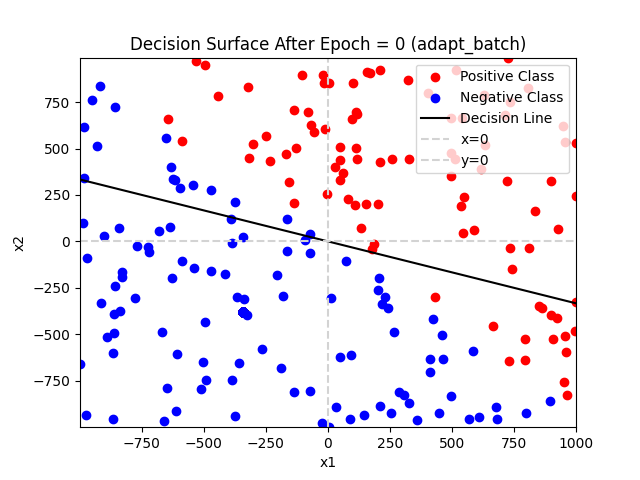 Decision Surface After Epoch = 0 (adapt_batch)
Positive Class
Negative Class
Decision Line
x=0
y=0
x2
750
500
250
0
−250
−500
−750
−750
−500
−250
0
250
500
750
1000
x1